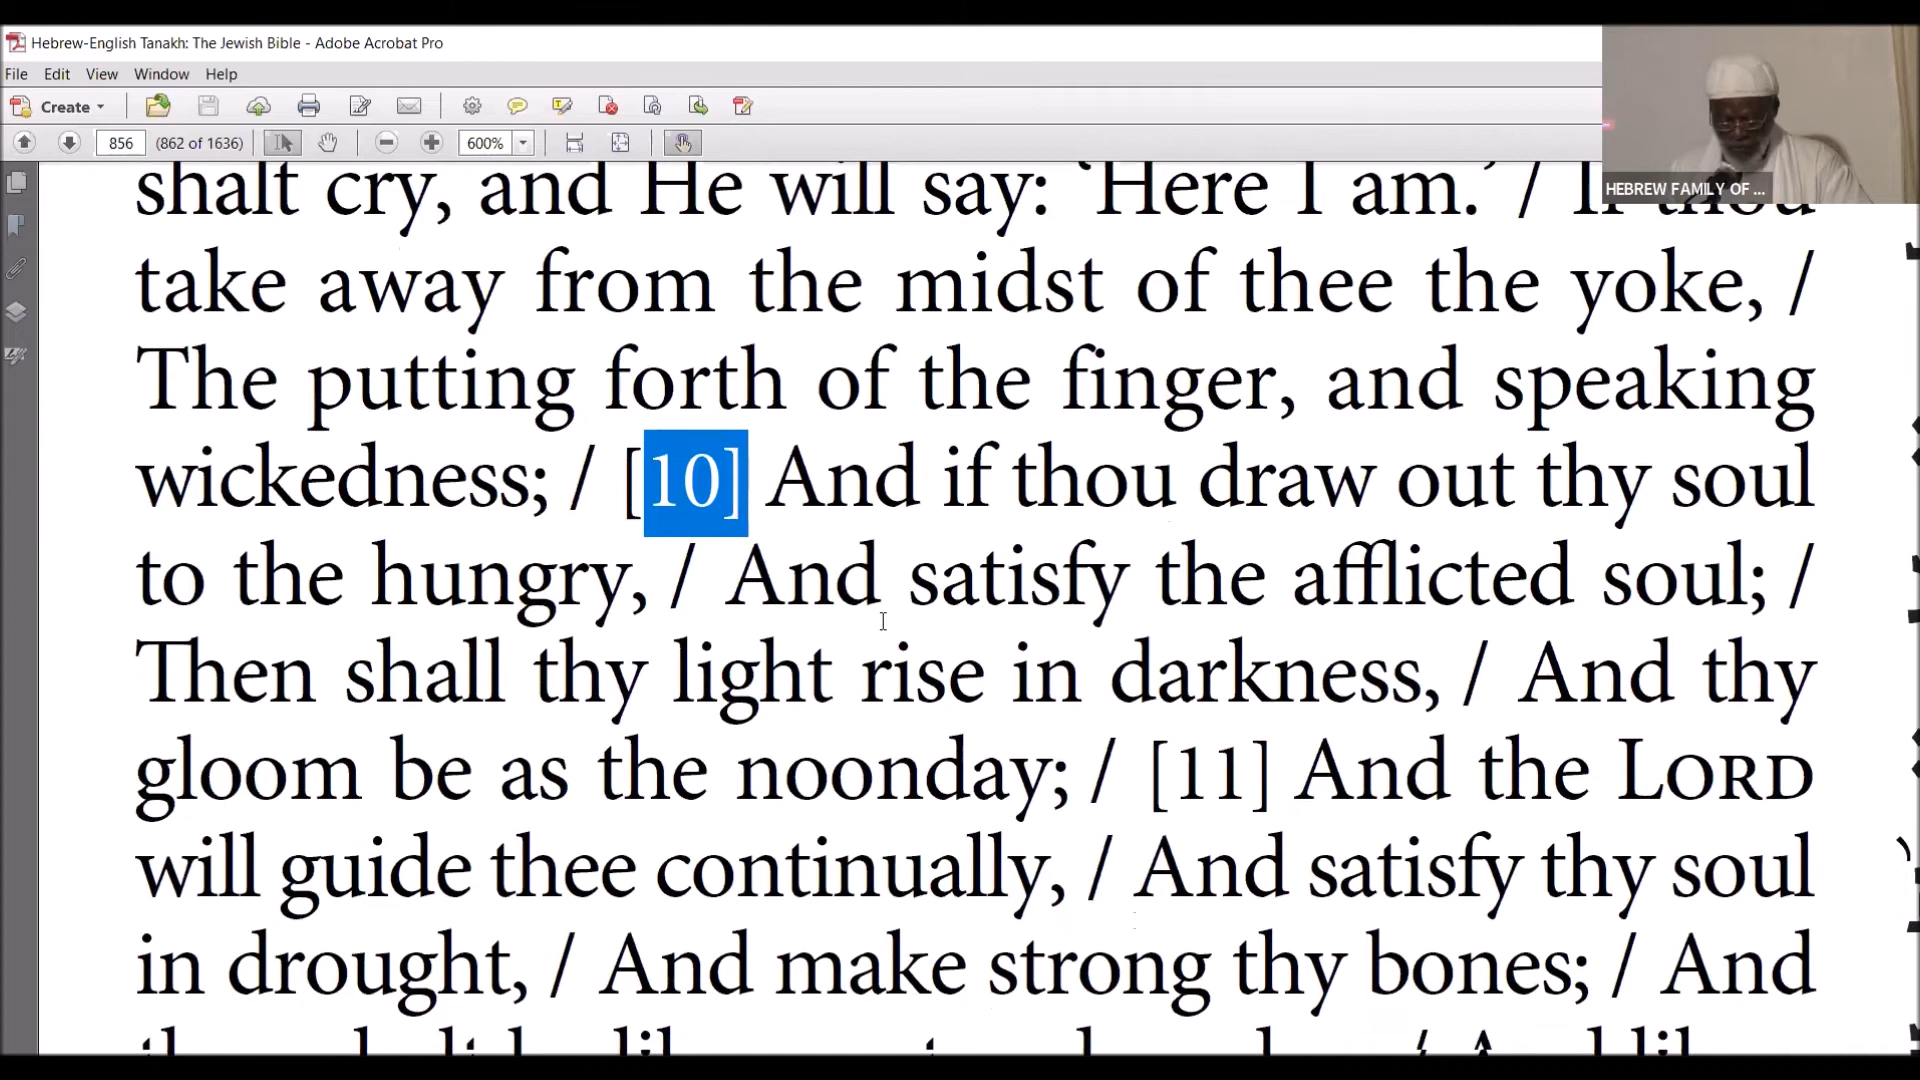 Hebrew-English Tanakh: The Jewish Bible - Adobe Acrobat Pro
File Edit View Window Help
Create
856 (862 of 1636) 600%
HEBREW FAMILY OF ...
shalt cry, and He will say: ‘Here I am.’ / If thou
take away from the midst of thee the yoke, /
The putting forth of the finger, and speaking
wickedness; / [10] And if thou draw out thy soul
to the hungry, / And satisfy the afflicted soul; /
Then shall thy light rise in darkness, / And thy
gloom be as the noonday; / [11] And the LORD
will guide thee continually, / And satisfy thy soul
in drought, / And make strong thy bones; / And